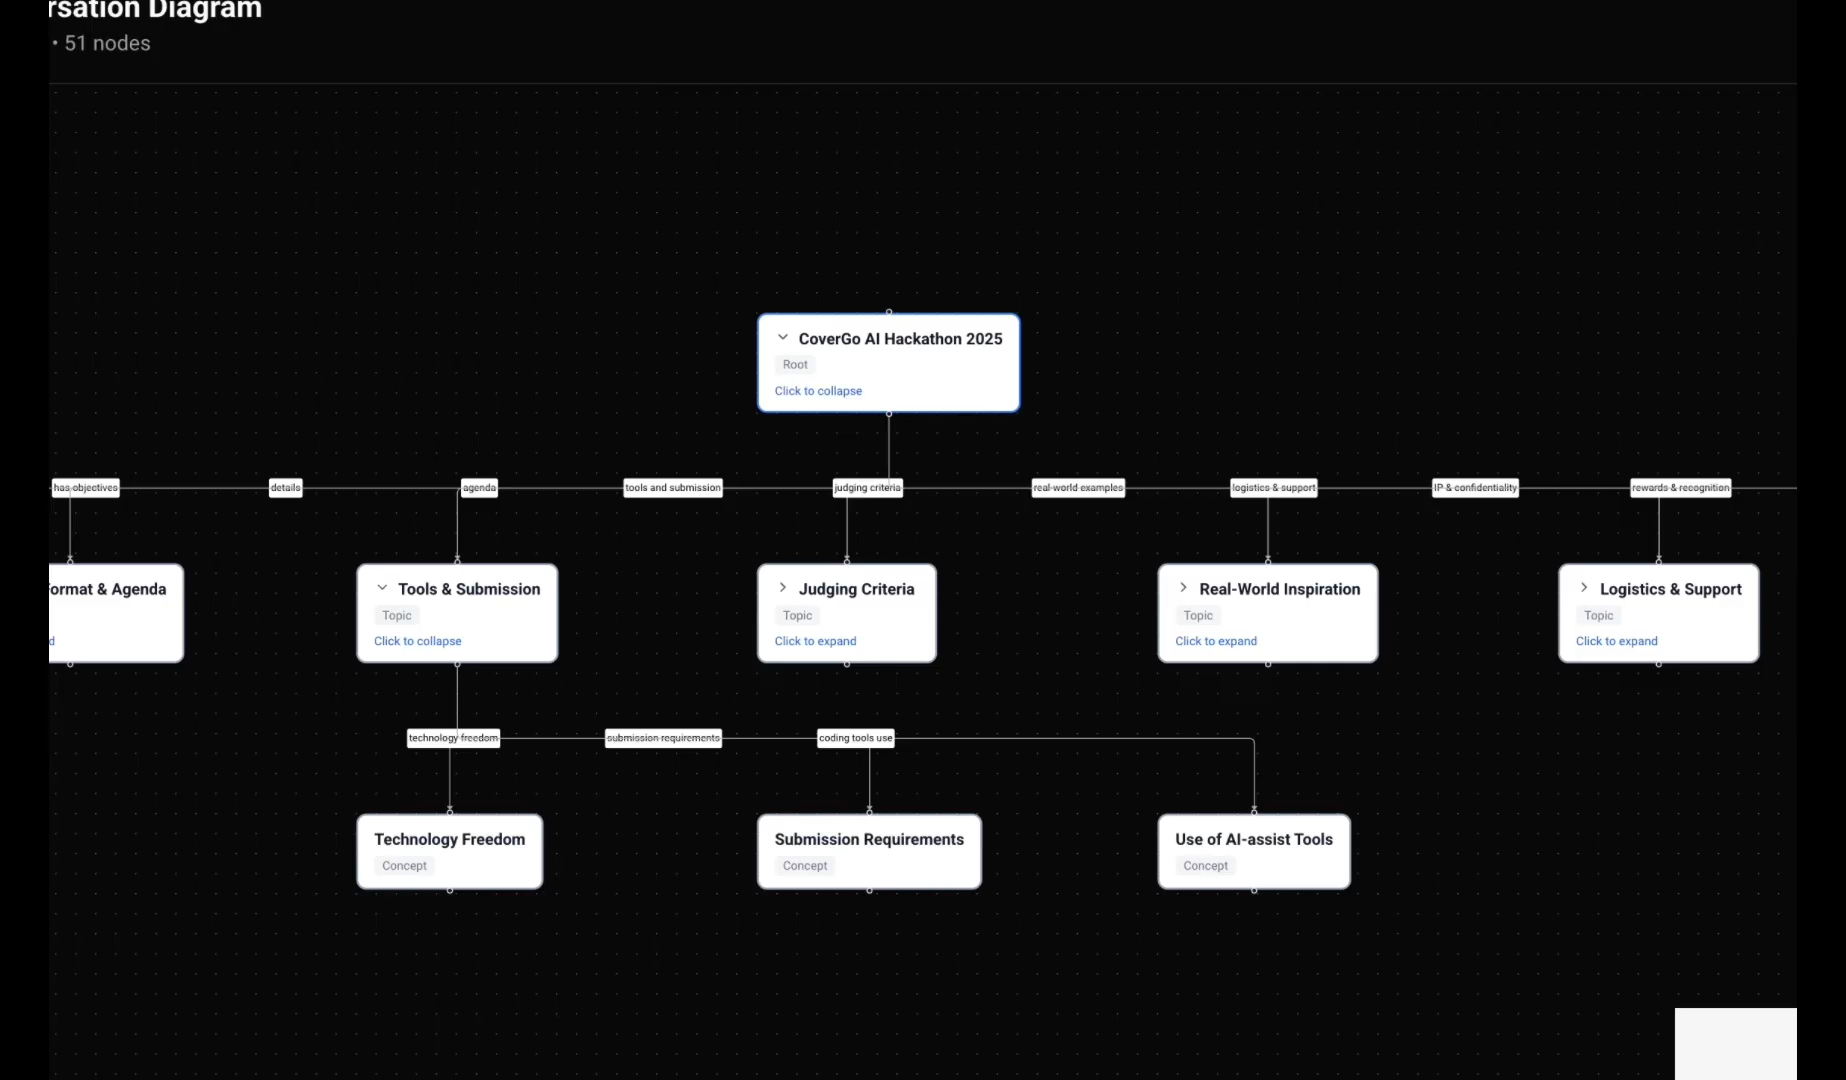 rsation Diagram
• 51 nodes
CoverGo AI Hackathon 2025
Root
Click to collapse
has objectives
details
agenda
tools and submission
judging criteria
real-world examples
logistics & support
IP & confidentiality
rewards & recognition
ormat & Agenda
d
Tools & Submission
Topic
Click to collapse
Judging Criteria
Topic
Click to expand
Real-World Inspiration
Topic
Click to expand
Logistics & Support
Topic
Click to expand
technology freedom
submission requirements
coding tools use
Technology Freedom
Concept
Submission Requirements
Concept
Use of AI-assist Tools
Concept